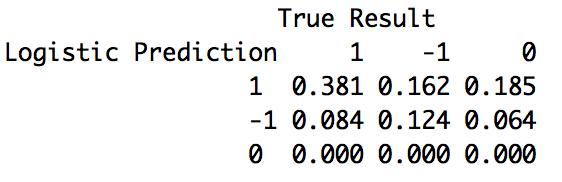 True Result
Logistic Prediction 1 -1 0
1 0.381 0.162 0.185
-1 0.084 0.124 0.064
0 0.000 0.000 0.000